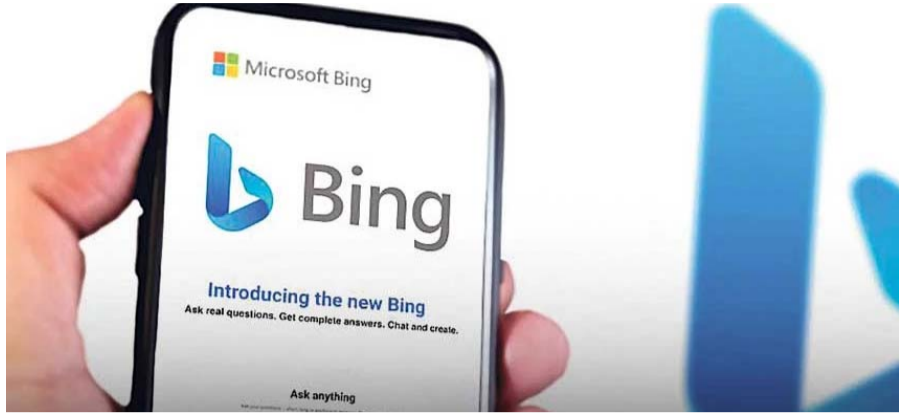 Microsoft Bing
Bing
Introducing the new Bing
Ask real questions. Get complete answers. Chat and create.
Ask anything